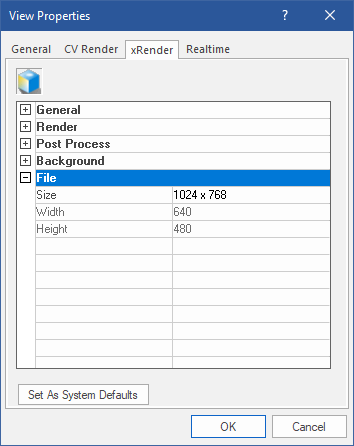 View Properties
?
General CV Render xRender Realtime
General
Render
Post Process
Background
File
Size 1024 x 768
Width 640
Height 480
Set As System Defaults
OK Cancel